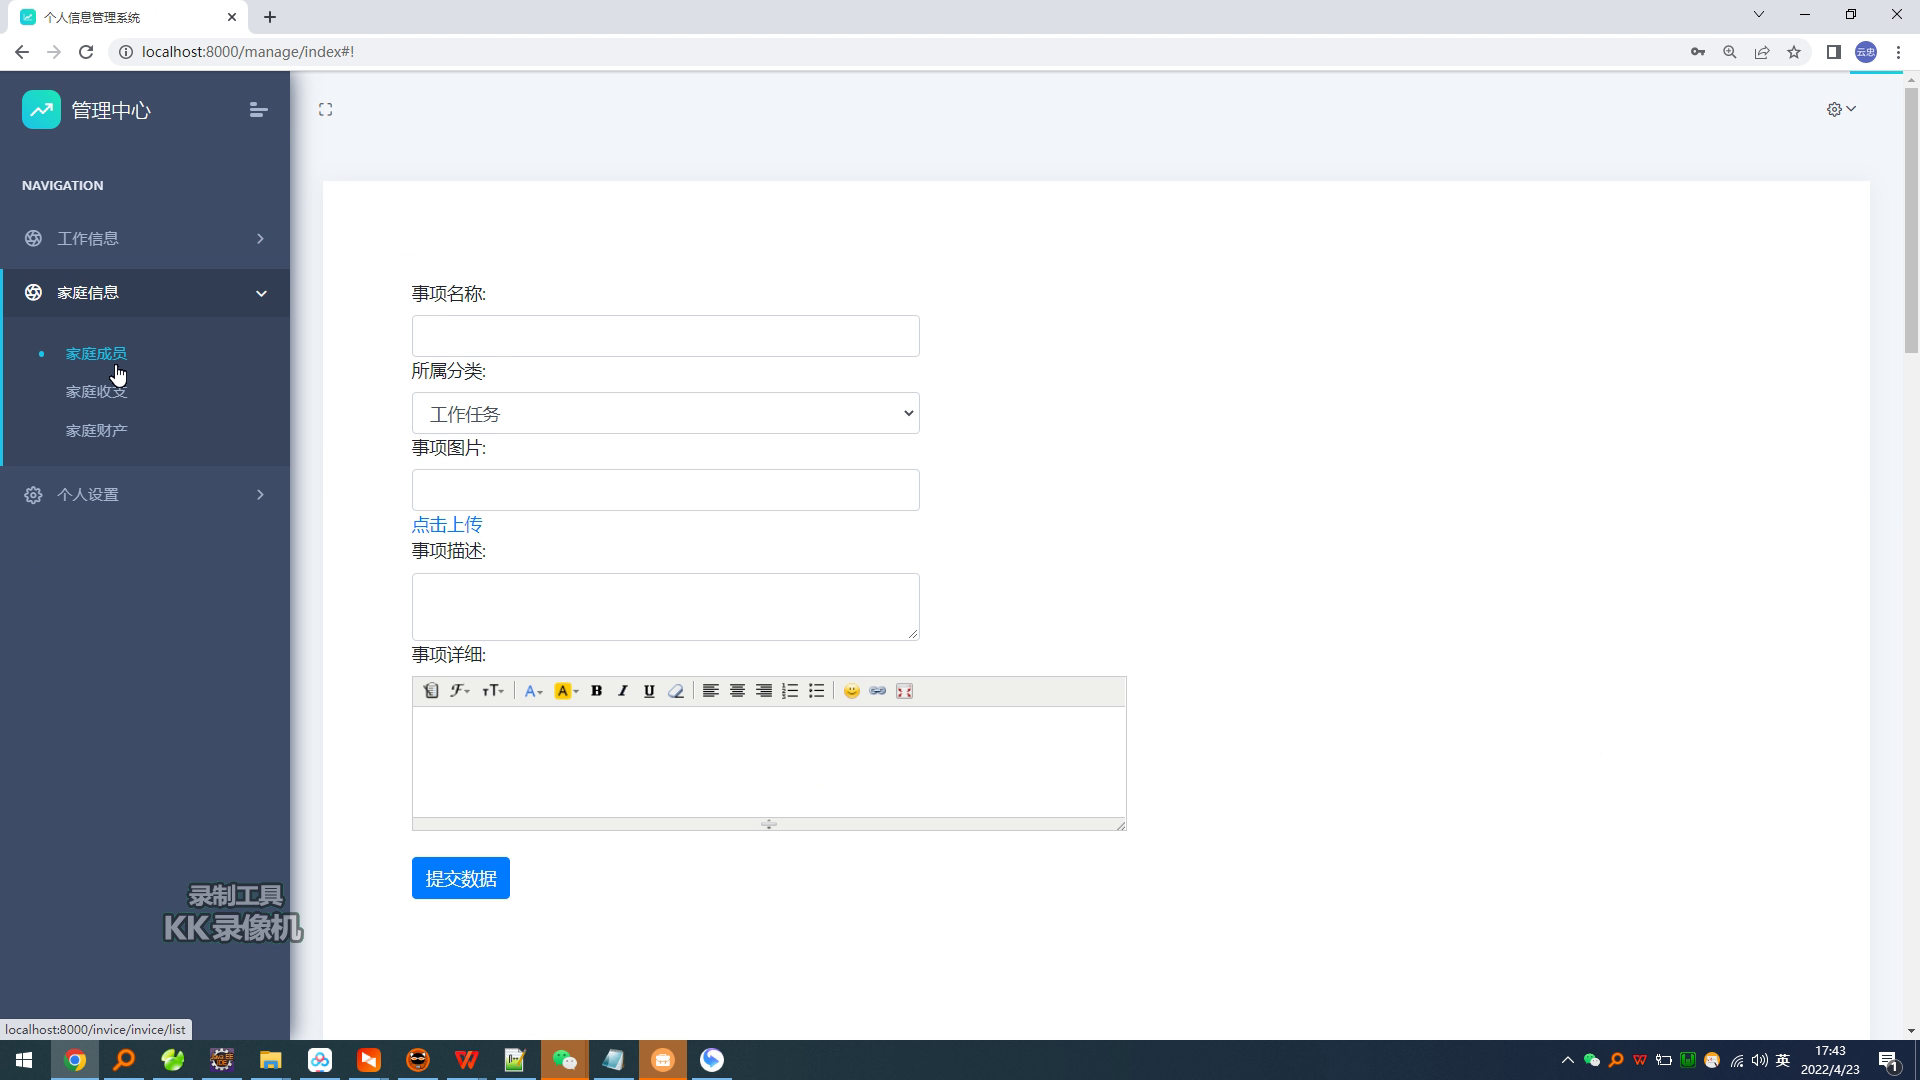 个人信息管理系统
localhost:8000/manage/index#!
云忠
管理中心
NAVIGATION
工作信息
家庭信息
家庭成员
家庭收支
家庭财产
个人设置
事项名称:
所属分类:
工作任务
事项图片:
点击上传
事项描述:
事项详细:
提交数据
录制工具
KK录像机
localhost:8000/invice/invice/list
英
17:43
2022/4/23
1